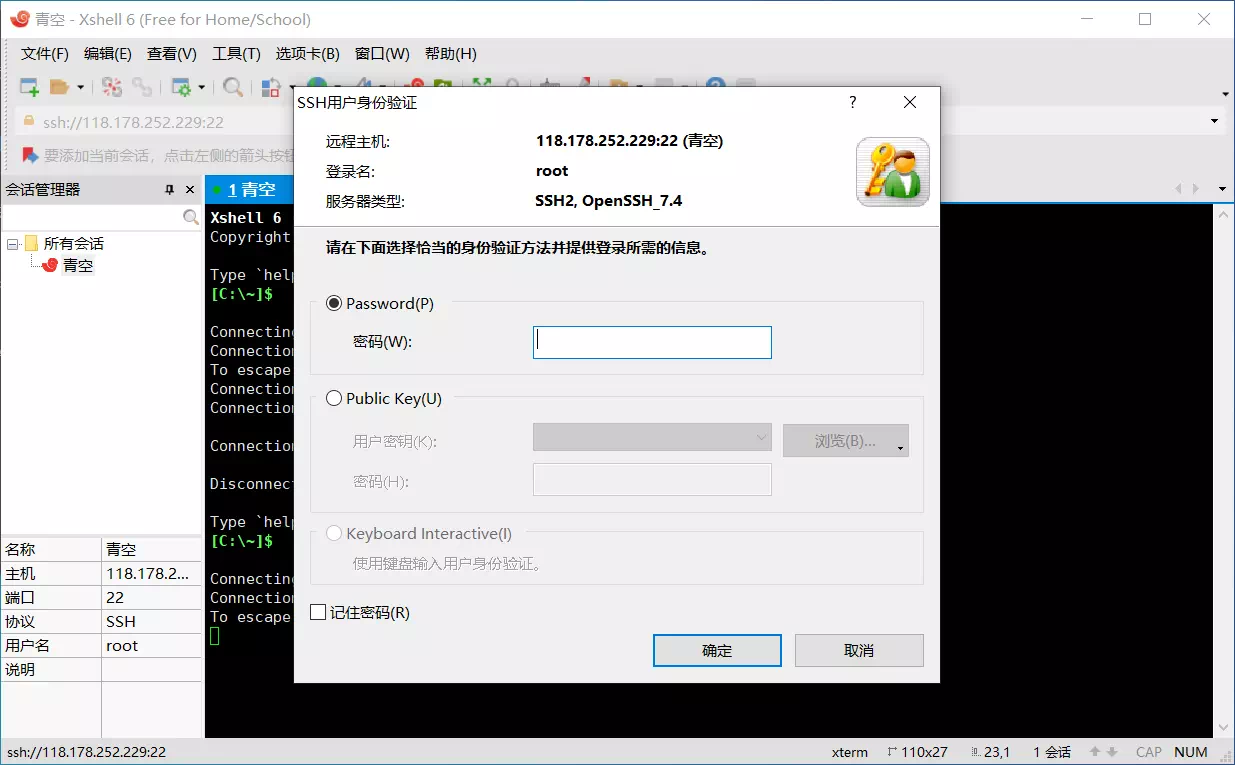 青空 - Xshell 6 (Free for Home/School)
文件(F) 编辑(E) 查看(V) 工具(T) 选项卡(B) 窗口(W) 帮助(H)
ssh://118.178.252.229:22
要添加当前会话，点击左侧的箭头按钮
会话管理器
1 青空
所有会话
青空
名称 青空
主机 118.178.2...
端口 22
协议 SSH
用户名 root
说明
Xshell 6
Copyright
Type `help
[C:\~]$
Connecting
Connection
To escape
Connection
Connection
Connection
Disconnect
Type `help
[C:\~]$
Connecting
Connection
To escape
SSH用户身份验证
?
远程主机: 118.178.252.229:22 (青空)
登录名: root
服务器类型: SSH2, OpenSSH_7.4
请在下面选择恰当的身份验证方法并提供登录所需的信息。
Password(P)
密码(W):
Public Key(U)
用户密钥(K): 浏览(B)...
密码(H):
Keyboard Interactive(I)
使用键盘输入用户身份验证。
记住密码(R)
确定 取消
ssh://118.178.252.229:22 xterm 110x27 23,1 1 会话 CAP NUM